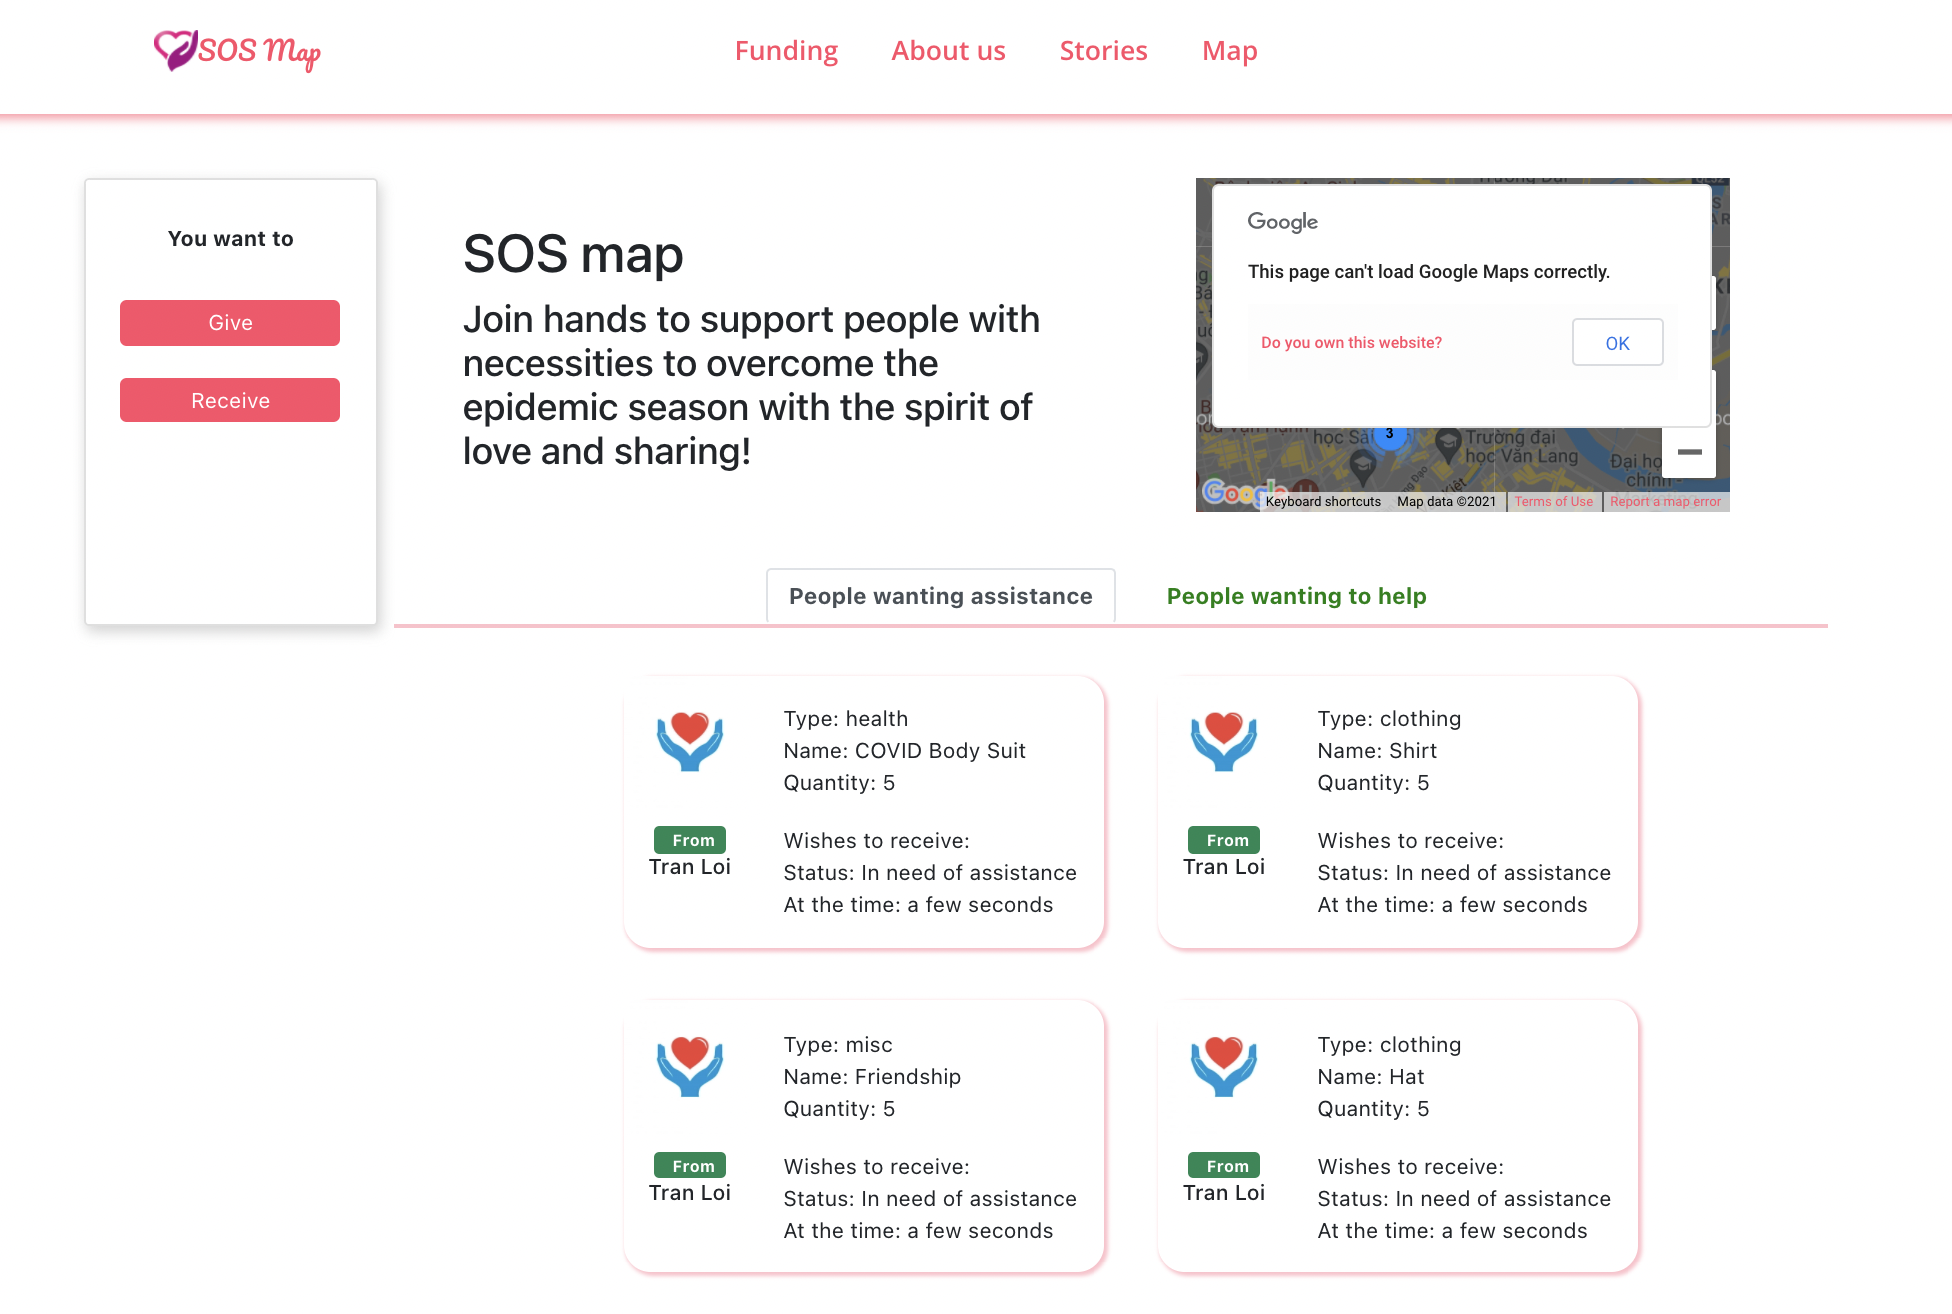 SOS Map
Funding
About us
Stories
Map
You want to
Give
Receive
SOS map
Join hands to support people with
necessities to overcome the
epidemic season with the spirit of
love and sharing!
Google
This page can't load Google Maps correctly.
Do you own this website?
OK
3
Trường đại
học Văn Lang
Google
Keyboard shortcuts
Map data ©2021
Terms of Use
Report a map error
People wanting assistance
People wanting to help
Type: health
Name: COVID Body Suit
Quantity: 5
From
Tran Loi
Wishes to receive:
Status: In need of assistance
At the time: a few seconds
Type: clothing
Name: Shirt
Quantity: 5
From
Tran Loi
Wishes to receive:
Status: In need of assistance
At the time: a few seconds
Type: misc
Name: Friendship
Quantity: 5
From
Tran Loi
Wishes to receive:
Status: In need of assistance
At the time: a few seconds
Type: clothing
Name: Hat
Quantity: 5
From
Tran Loi
Wishes to receive:
Status: In need of assistance
At the time: a few seconds